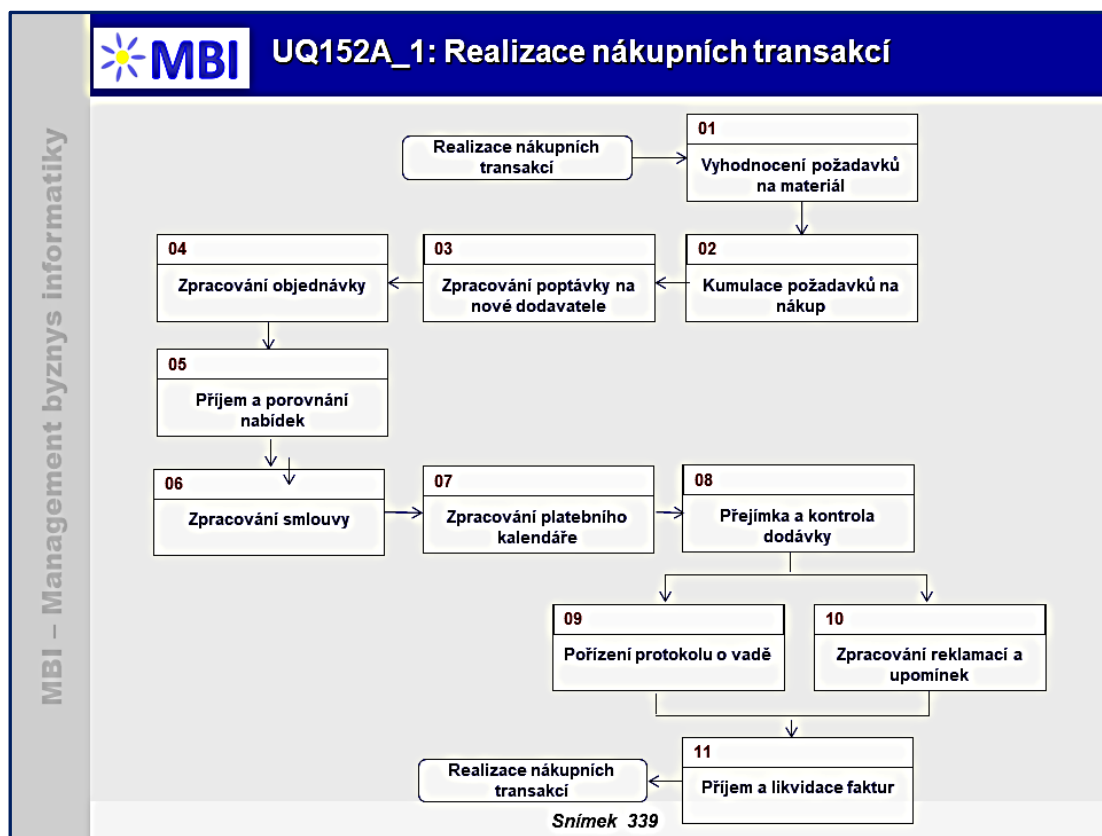 MBI
UQ152A_1: Realizace nákupních transakcí
MBI – Management byznys informatiky
Realizace nákupních
transakcí
01
Vyhodnocení požadavků
na materiál
02
Kumulace požadavků na
nákup
03
Zpracování poptávky na
nové dodavatele
04
Zpracování objednávky
05
Příjem a porovnání
nabídek
06
Zpracování smlouvy
07
Zpracování platebního
kalendáře
08
Přejímka a kontrola
dodávky
09
Pořízení protokolu o vadě
10
Zpracování reklamací a
upomínek
11
Příjem a likvidace faktur
Realizace nákupních
transakcí
Snímek 339